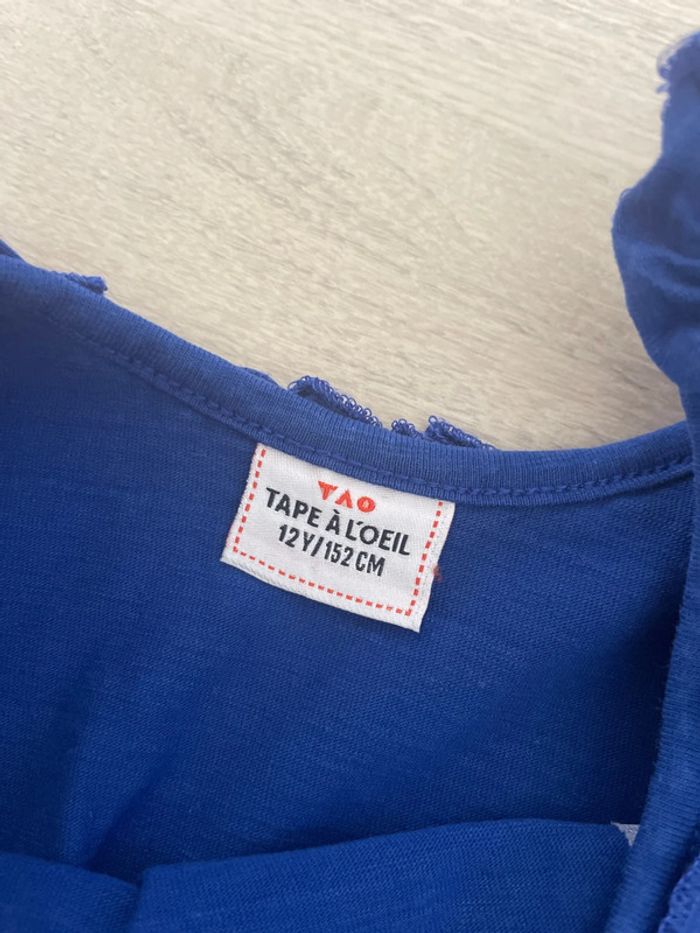 TAO
TAPE À L'OEIL
12Y/152CM